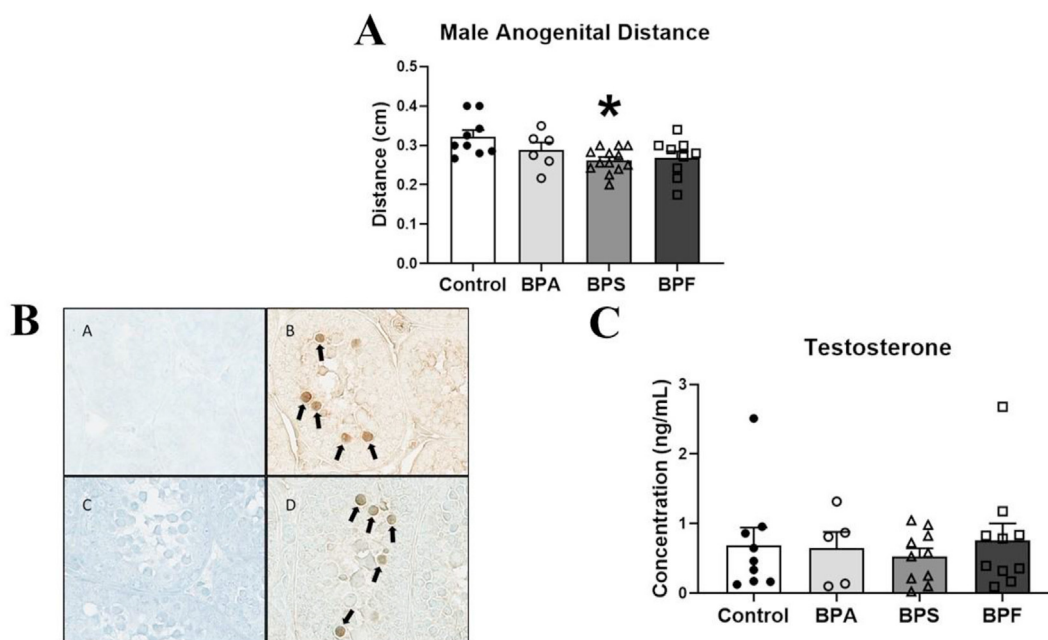 A
Male Anogenital Distance
Distance (cm)
0.5
0.4
0.3
0.2
0.1
0.0
*
Control BPA BPS BPF
B
A
B
C
D
C
Testosterone
Concentration (ng/mL)
3
2
1
0
Control BPA BPS BPF